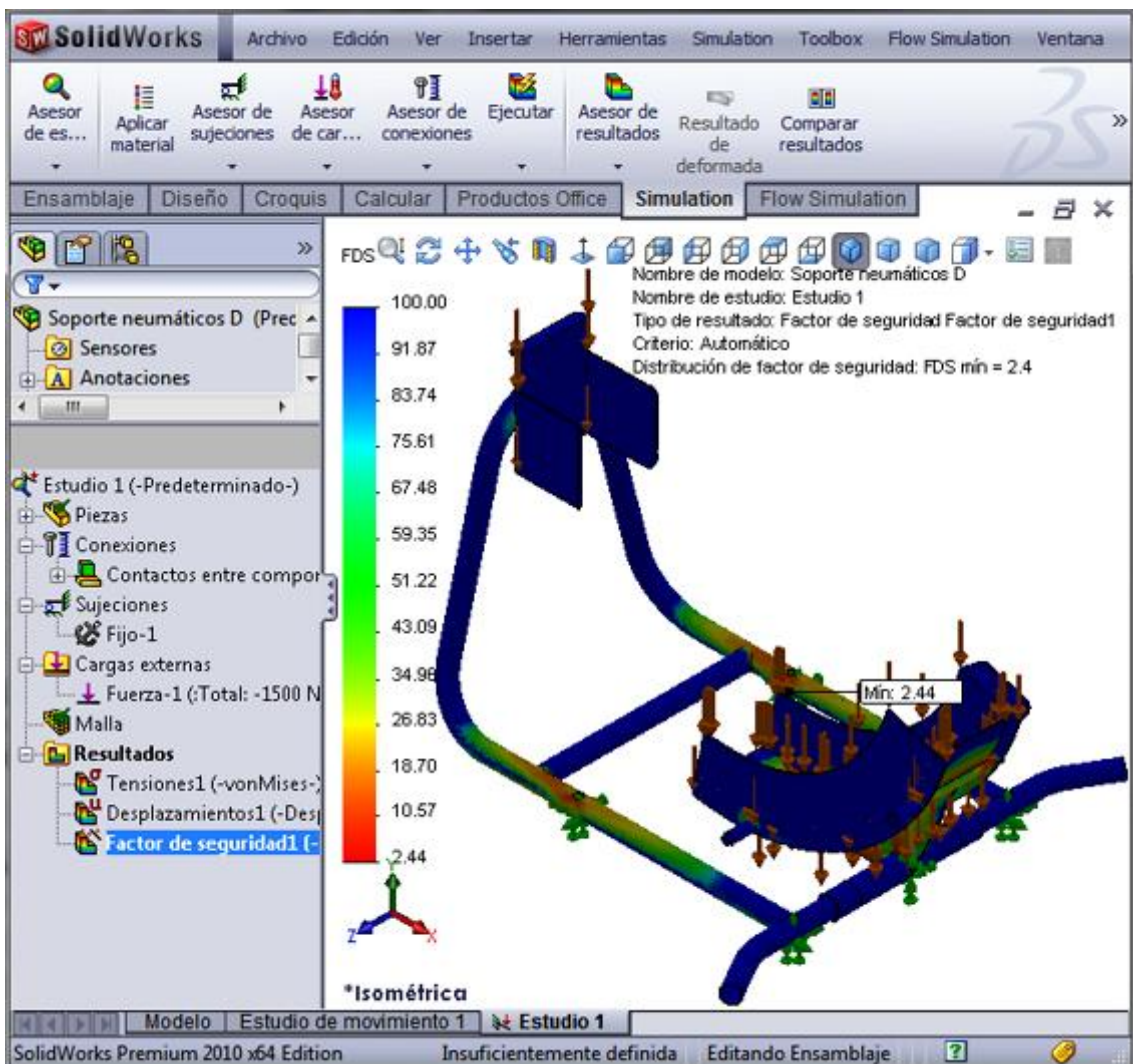 SW SolidWorks Archivo Edición Ver Insertar Herramientas Simulation Toolbox Flow Simulation Ventana
Asesor de es...
Aplicar material
Asesor de sujeciones
Asesor de car...
Asesor de conexiones
Ejecutar
Asesor de resultados
Resultado de deformada
Comparar resultados
Ensamblaje Diseño Croquis Calcular Productos Office Simulation Flow Simulation
FDS
Nombre de modelo: Soporte neumáticos D
Nombre de estudio: Estudio 1
Tipo de resultado: Factor de seguridad Factor de seguridad1
Criterio: Automático
Distribución de factor de seguridad: FDS mín = 2.4
Soporte neumáticos D (Prec
Sensores
A Anotaciones
Estudio 1 (-Predeterminado-)
Piezas
Conexiones
Contactos entre compor
Sujeciones
Fijo-1
Cargas externas
Fuerza-1 (:Total: -1500 N
Malla
Resultados
Tensiones1 (-vonMises-)
Desplazamientos1 (-Des
Factor de seguridad1 (-
100.00
91.87
83.74
75.61
67.48
59.35
51.22
43.09
34.98
26.83
18.70
10.57
2.44
Mín: 2.44
Y
Z X
*Isométrica
Modelo Estudio de movimiento 1 Estudio 1
SolidWorks Premium 2010 x64 Edition Insuficientemente definida Editando Ensamblaje ?